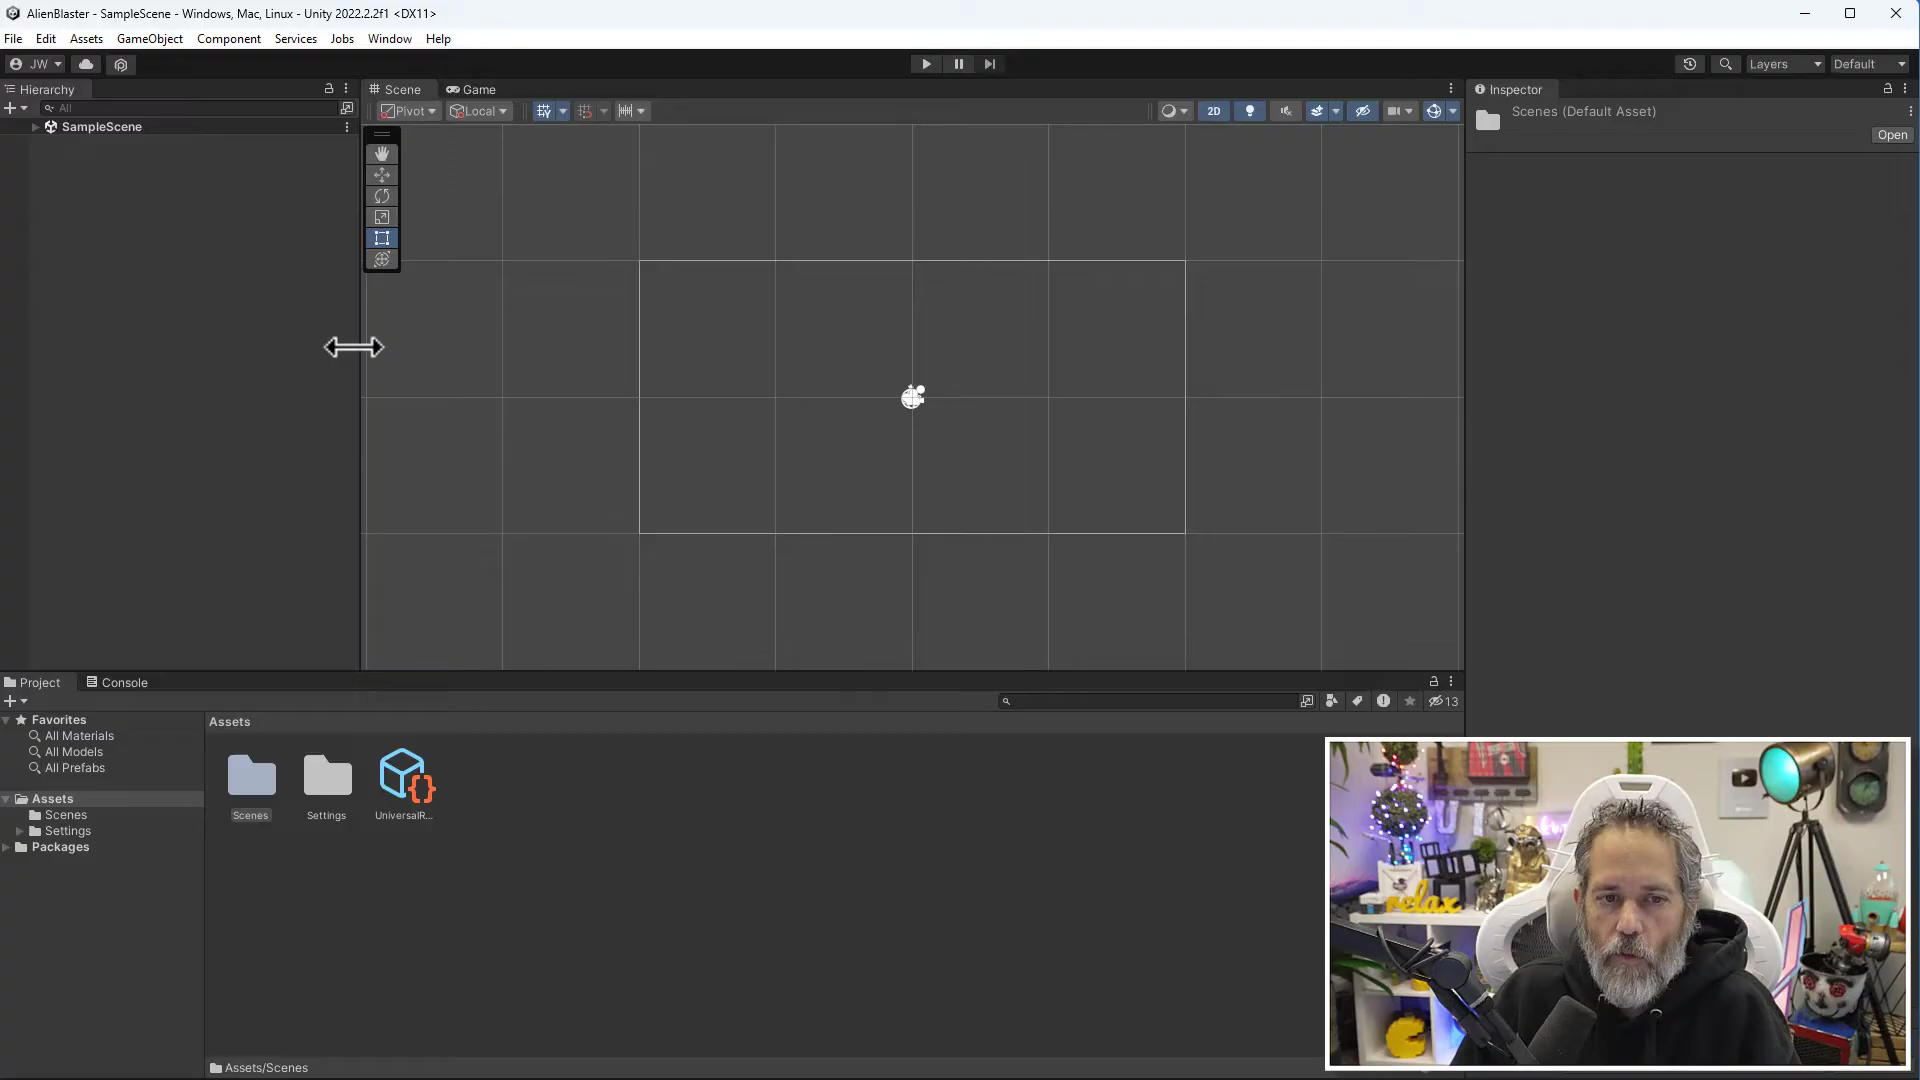 AlienBlaster - SampleScene - Windows, Mac, Linux - Unity 2022.2.2f1 <DX11>
File Edit Assets GameObject Component Services Jobs Window Help
JW Layers Default
Hierarchy
All
SampleScene
Scene Game
Pivot Local 2D
Inspector
Scenes (Default Asset)
Open
Project Console
13
Favorites
All Materials
All Models
All Prefabs
Assets
Scenes
Settings
Packages
Assets
Scenes Settings UniversalR...
Assets/Scenes
relax